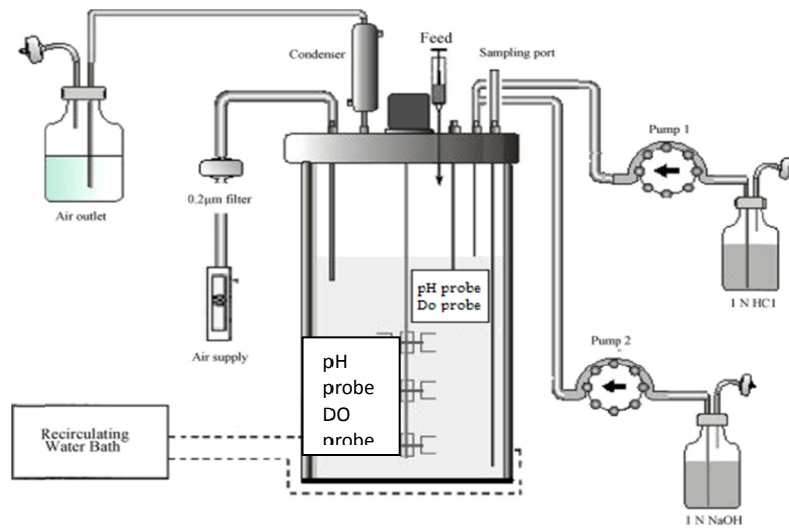 Condenser
Feed
Sampling port
Pump 1
0.2μm filter
Air outlet
pH probe
Do probe
1 N HC1
Air supply
Pump 2
pH
probe
DO
probe
Recirculating
Water Bath
1 N NaOH